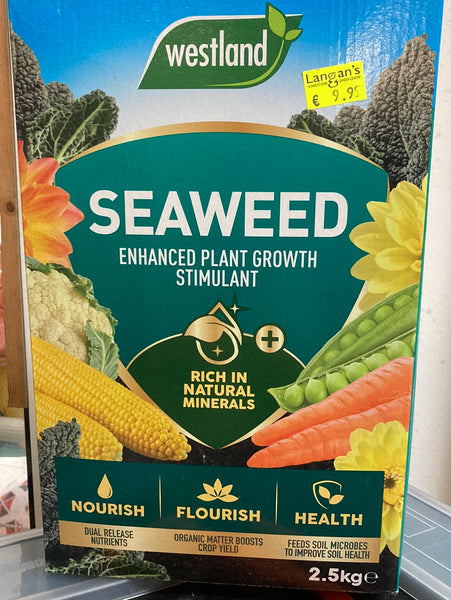 westland
Langan's
€ 9.99
SEAWEED
ENHANCED PLANT GROWTH
STIMULANT
RICH IN
NATURAL
MINERALS
NOURISH
FLOURISH
HEALTH
DUAL RELEASE
NUTRIENTS
ORGANIC MATTER BOOSTS
CROP YIELD
FEEDS SOIL MICROBES
TO IMPROVE SOIL HEALTH
2.5kg℮